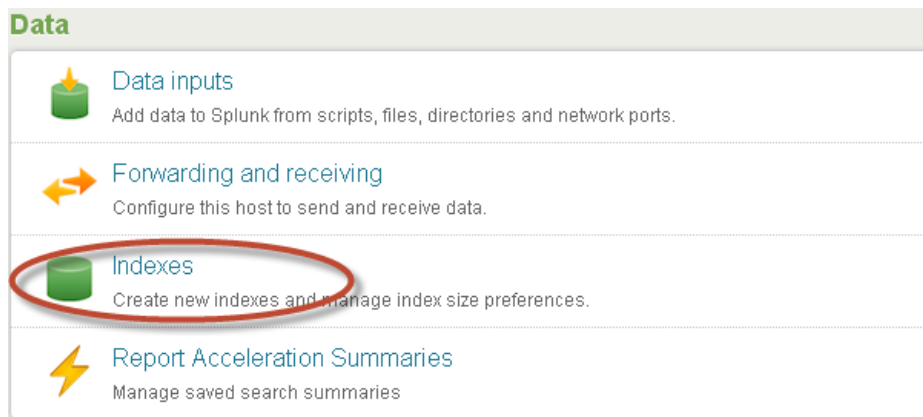 Data
Data inputs
Add data to Splunk from scripts, files, directories and network ports.
Forwarding and receiving
Configure this host to send and receive data.
Indexes
Create new indexes and manage index size preferences.
Report Acceleration Summaries
Manage saved search summaries